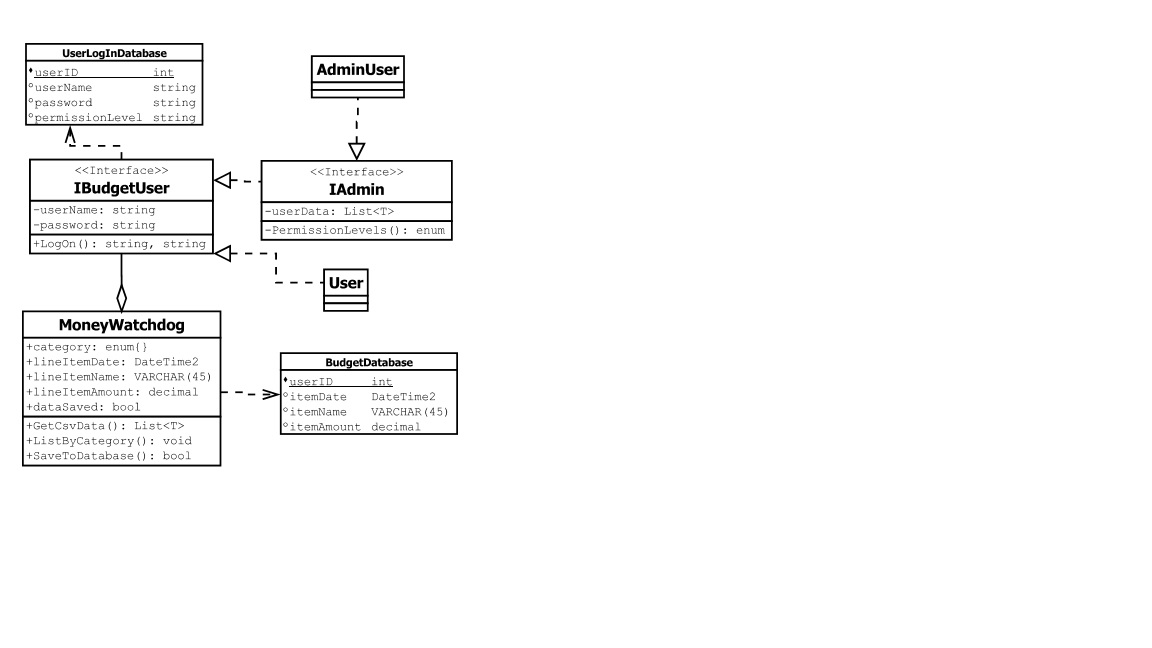 UserLogInDatabase
userID int
userName string
password string
permissionLevel string
AdminUser
<<Interface>>
IBudgetUser
-userName: string
-password: string
+LogOn(): string, string
<<Interface>>
IAdmin
-userData: List<T>
-PermissionLevels(): enum
User
MoneyWatchdog
+category: enum{}
+lineItemDate: DateTime2
+lineItemName: VARCHAR(45)
+lineItemAmount: decimal
+dataSaved: bool
+GetCsvData(): List<T>
+ListByCategory(): void
+SaveToDatabase(): bool
BudgetDatabase
userID int
itemDate DateTime2
itemName VARCHAR(45)
itemAmount decimal